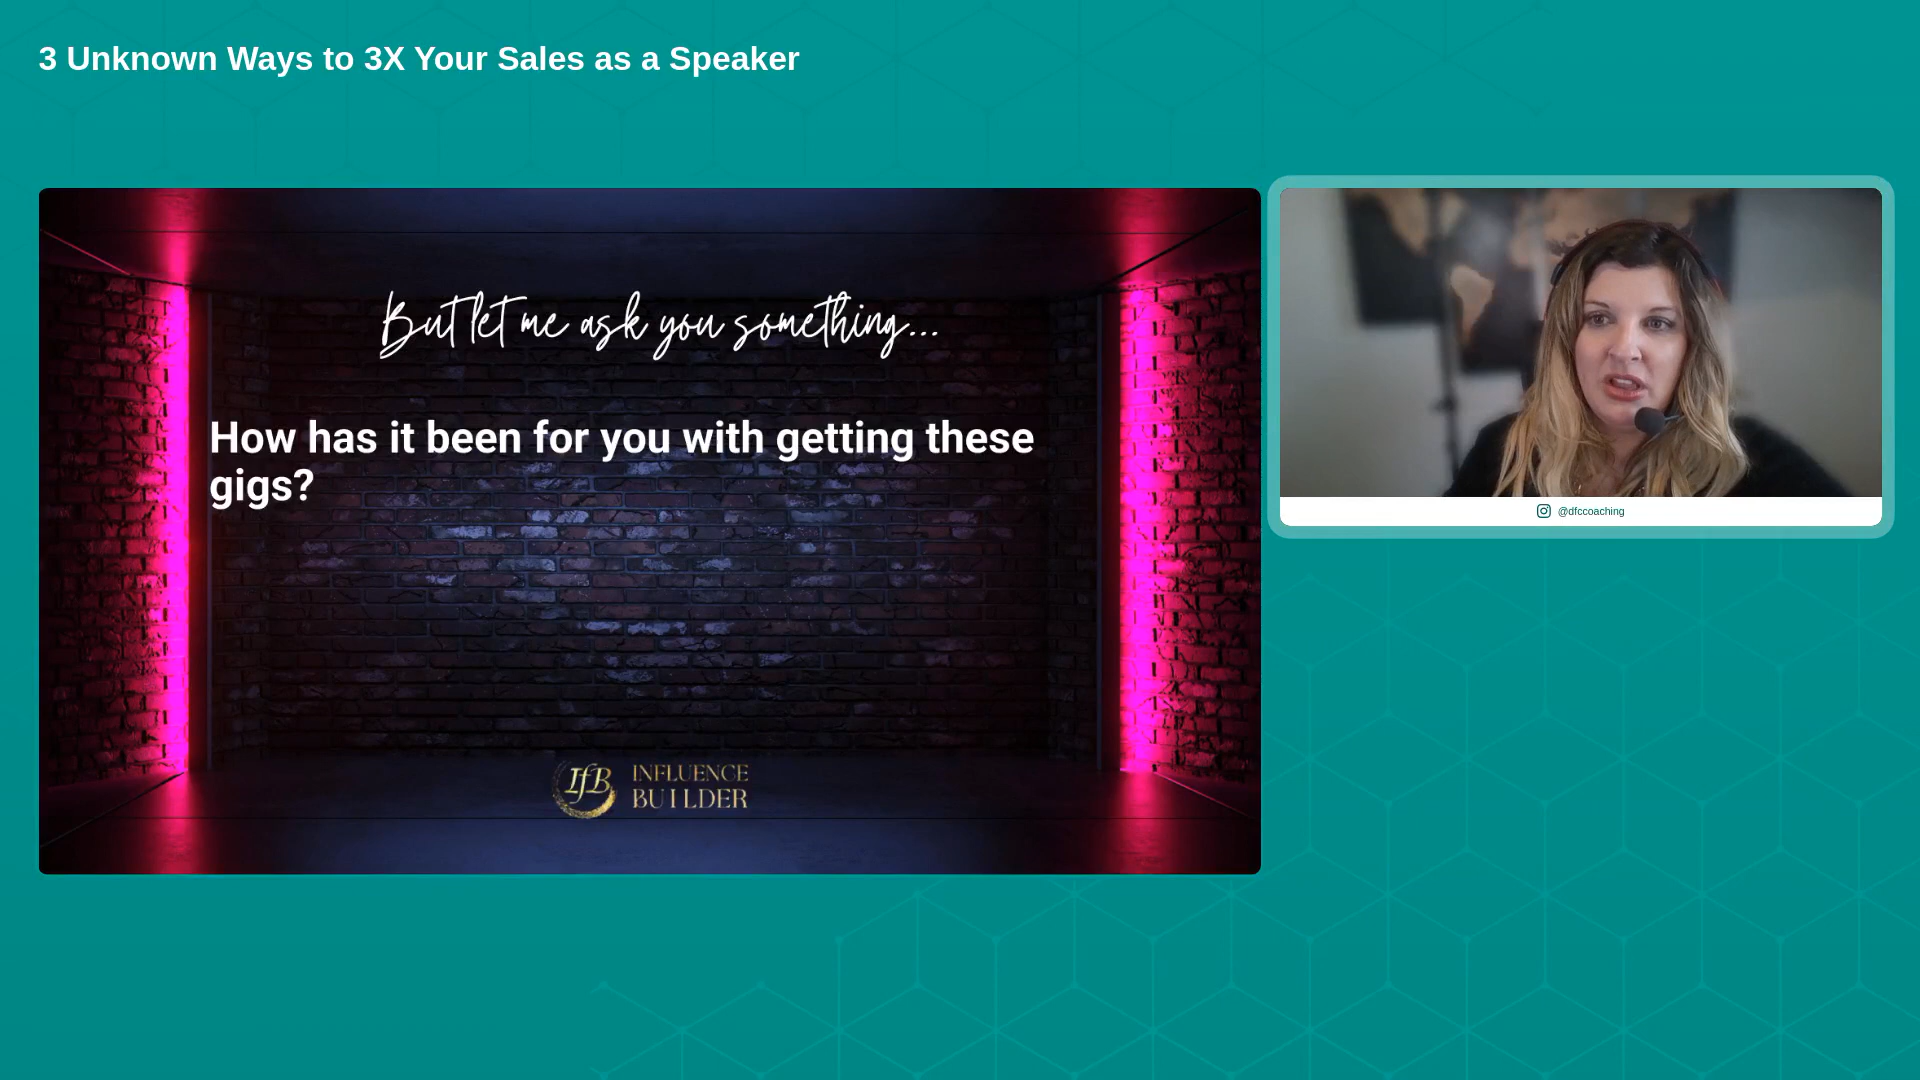 3 Unknown Ways to 3X Your Sales as a Speaker
But let me ask you something...
How has it been for you with getting these
gigs?
IfB
INFLUENCE
BUILDER
@dfccoaching